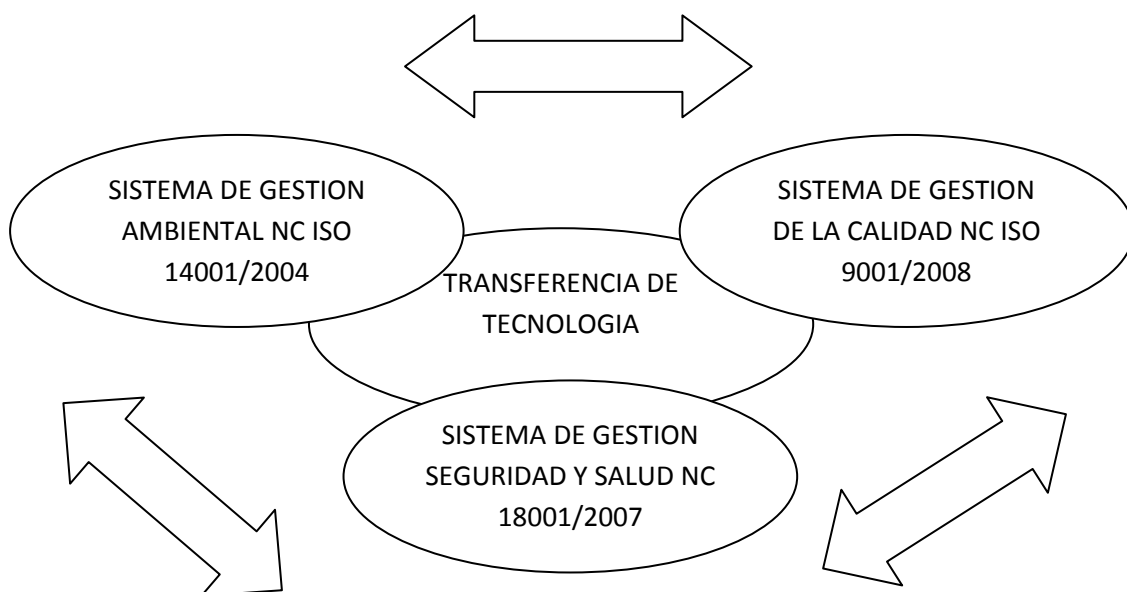 SISTEMA DE GESTION
AMBIENTAL NC ISO
14001/2004
SISTEMA DE GESTION
DE LA CALIDAD NC ISO
9001/2008
TRANSFERENCIA DE
TECNOLOGIA
SISTEMA DE GESTION
SEGURIDAD Y SALUD NC
18001/2007